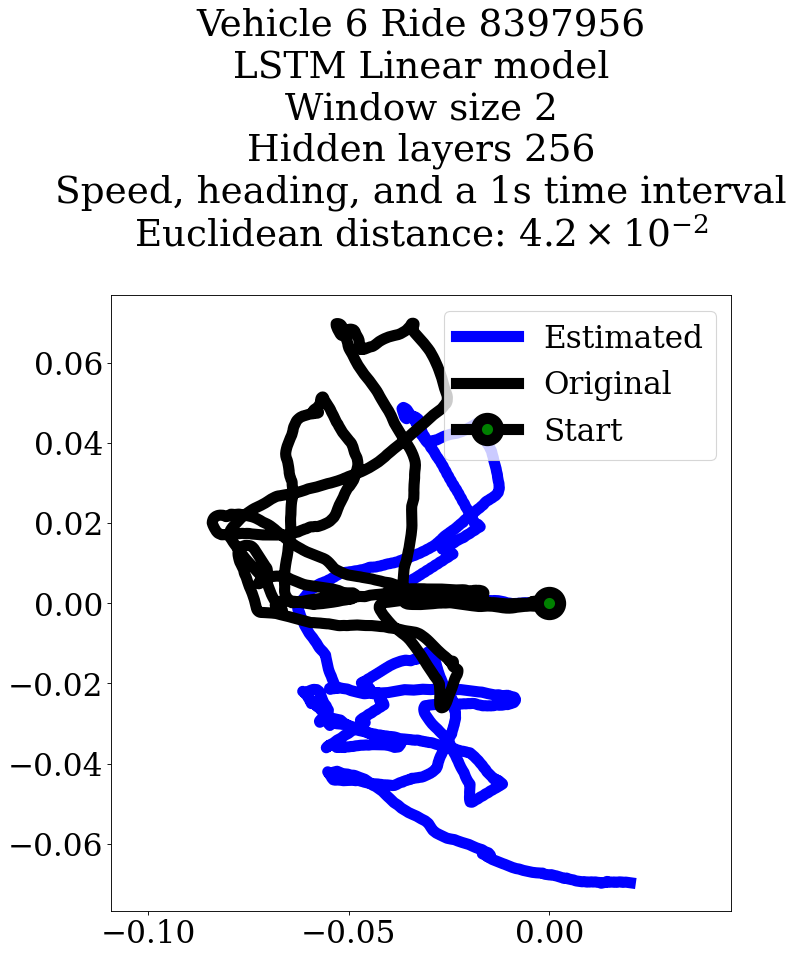 Vehicle 6 Ride 8397956
LSTM Linear model
Window size 2
Hidden layers 256
Speed, heading, and a 1s time interval
Euclidean distance: 4.2 × 10⁻²
Estimated
Original
Start
0.06
0.04
0.02
0.00
−0.02
−0.04
−0.06
−0.10 −0.05 0.00